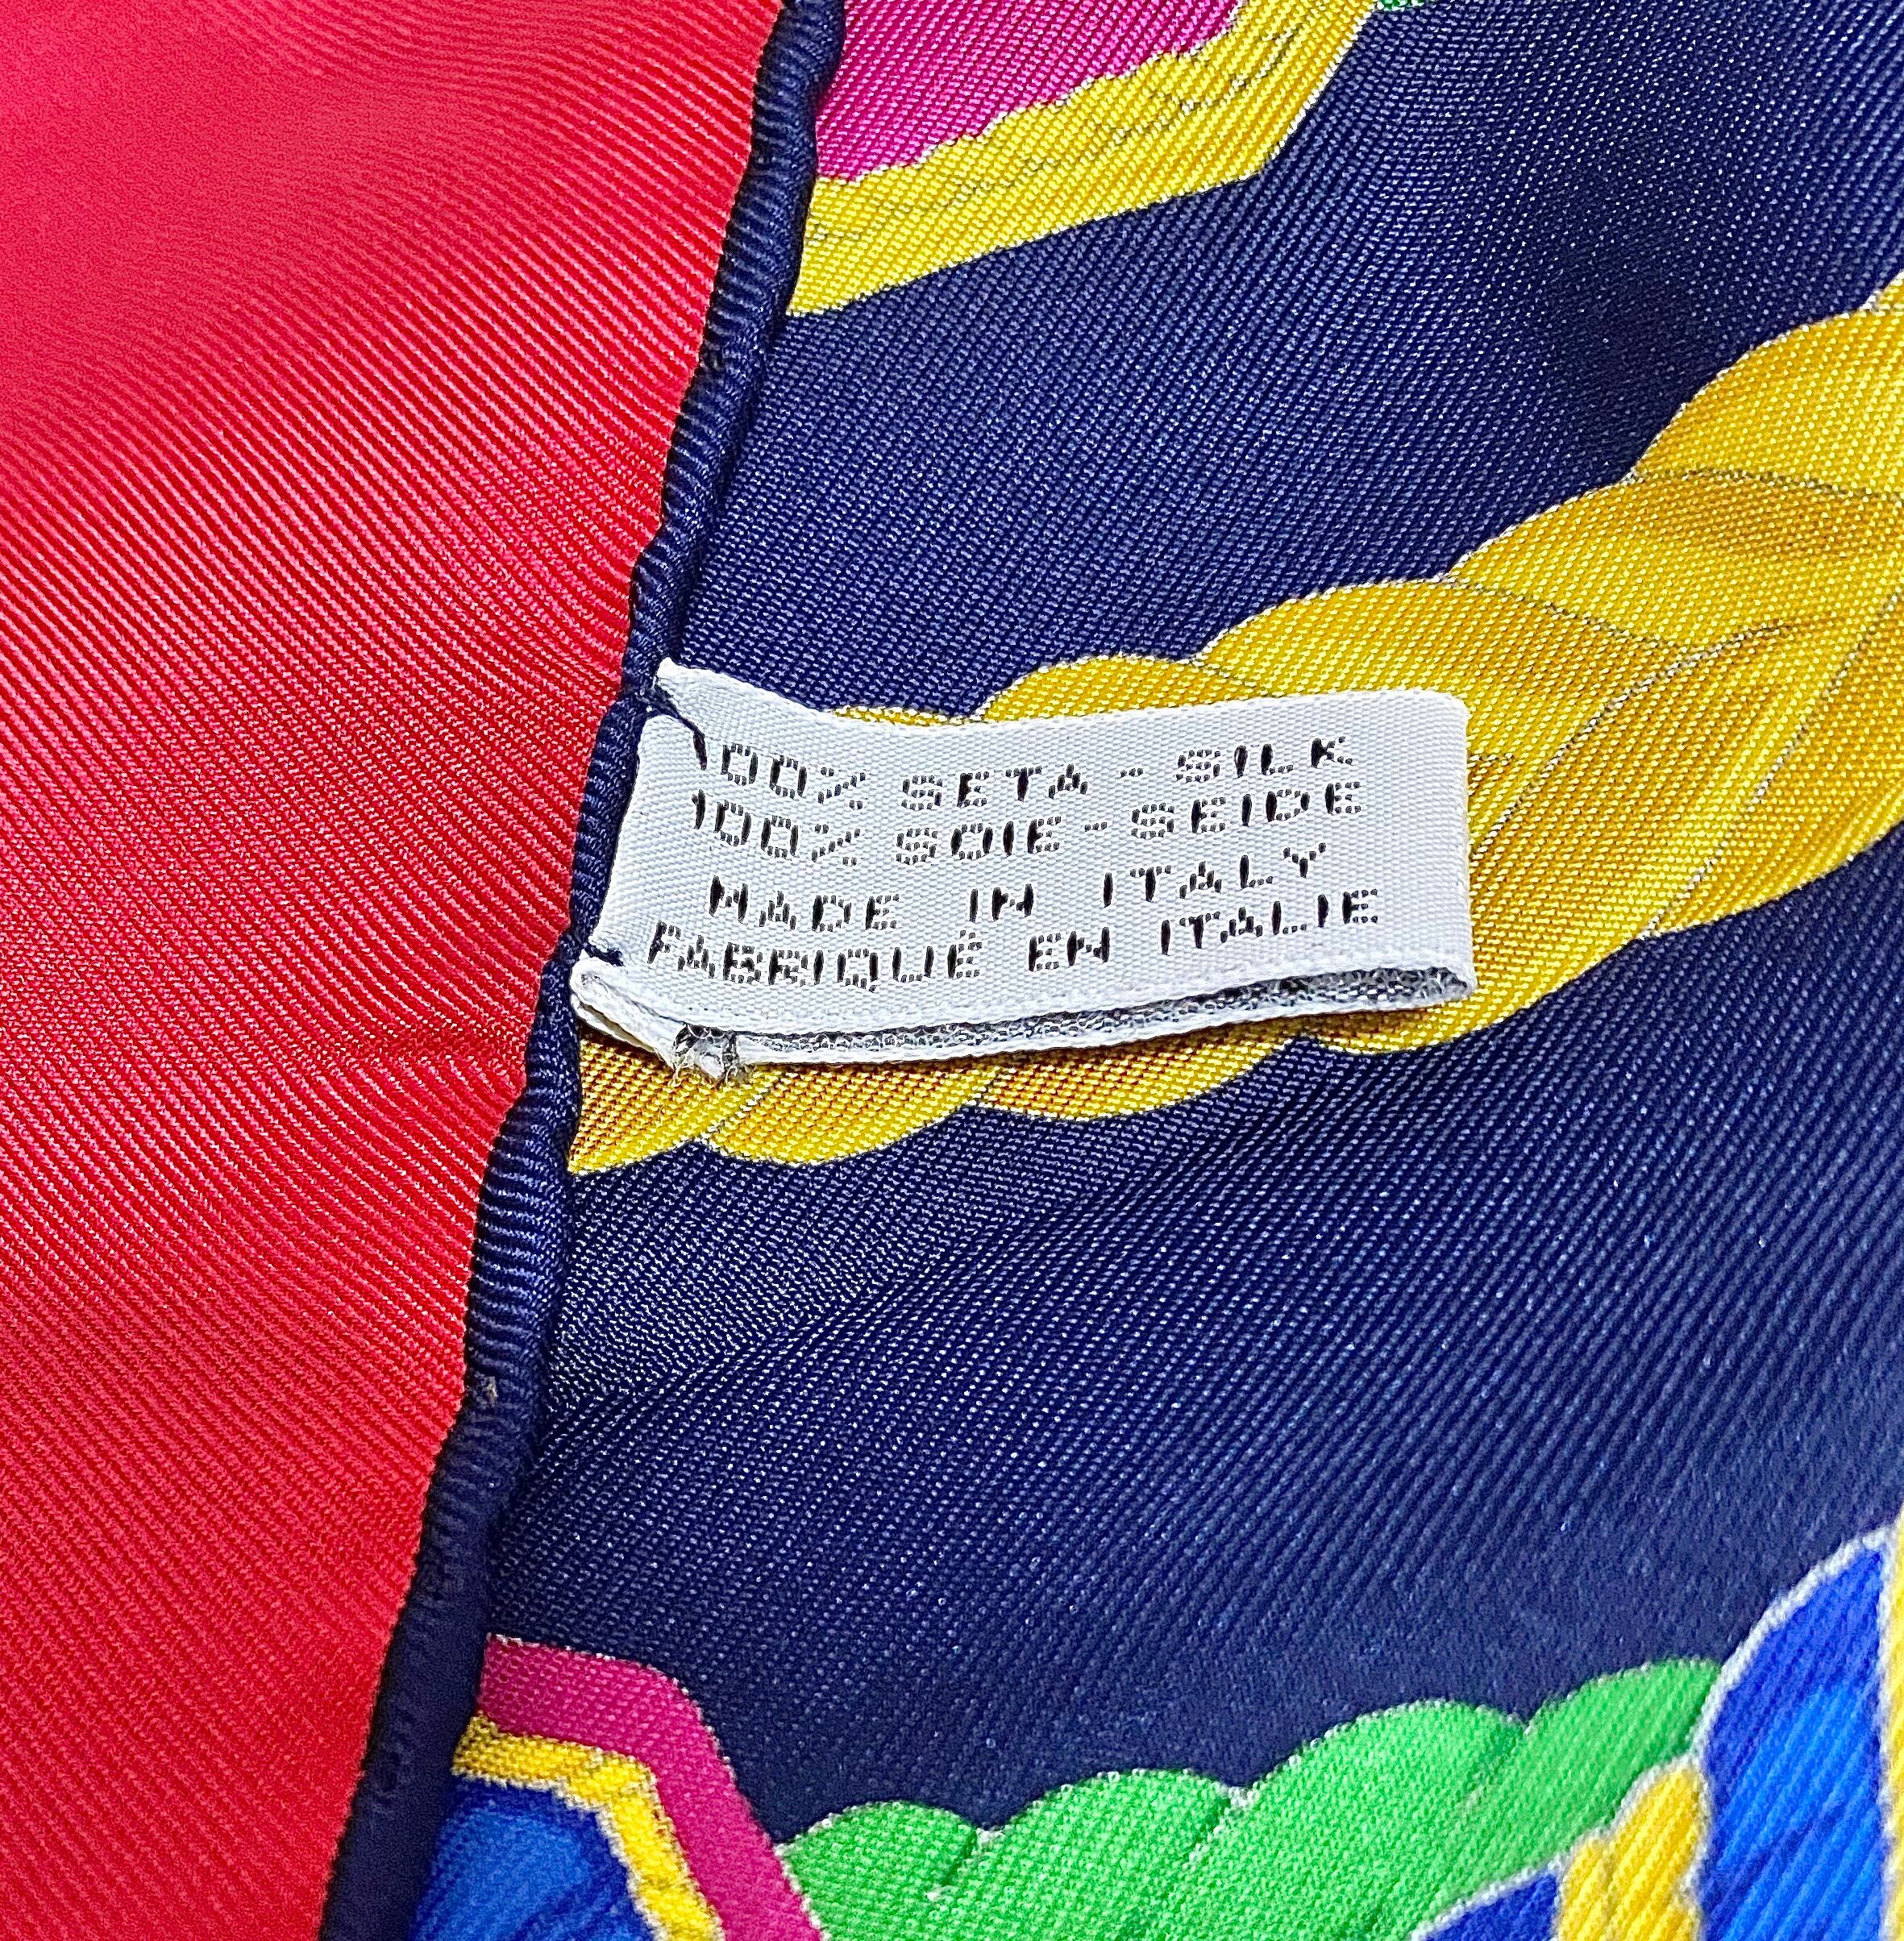 100% SETA - SILK
100% SOIE - SEIDE
MADE IN ITALY
FABRIQUÉ EN ITALIE